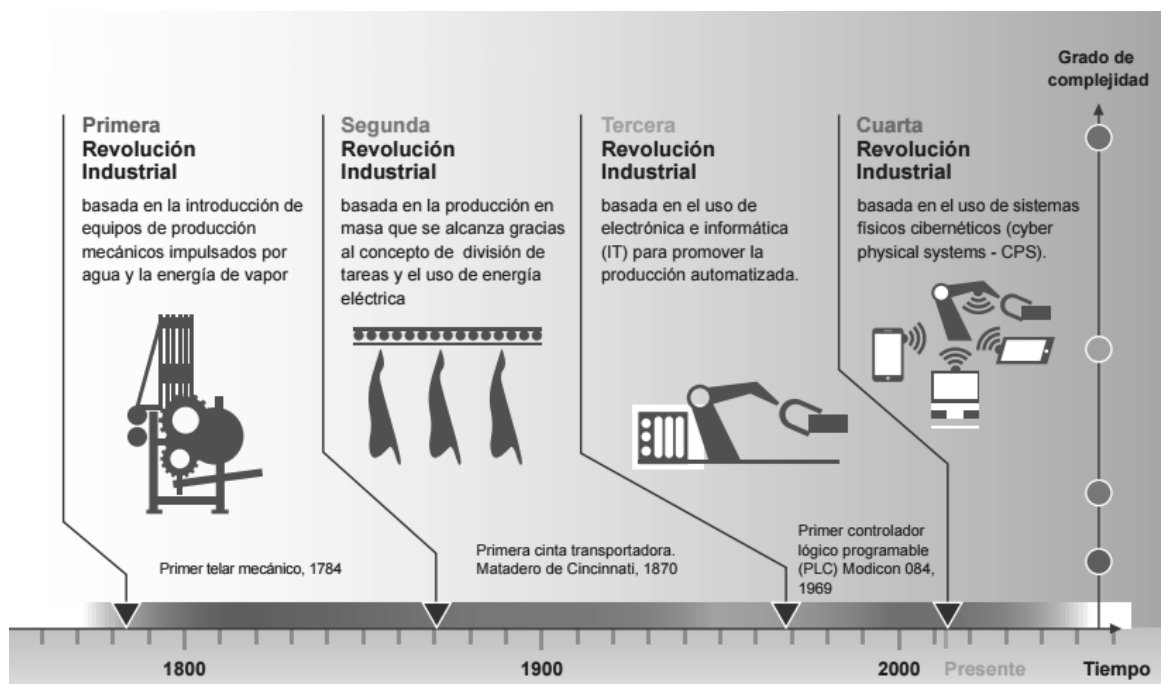 Grado de
complejidad
Primera
Revolución
Industrial
basada en la introducción de
equipos de producción
mecánicos impulsados por
agua y la energía de vapor
Segunda
Revolución
Industrial
basada en la producción en
masa que se alcanza gracias
al concepto de división de
tareas y el uso de energía
eléctrica
Tercera
Revolución
Industrial
basada en el uso de
electrónica e informática
(IT) para promover la
producción automatizada.
Cuarta
Revolución
Industrial
basada en el uso de sistemas
físicos cibernéticos (cyber
physical systems - CPS).
Primer telar mecánico, 1784
Primera cinta transportadora.
Matadero de Cincinnati, 1870
Primer controlador
lógico programable
(PLC) Modicon 084,
1969
1800
1900
2000
Presente
Tiempo